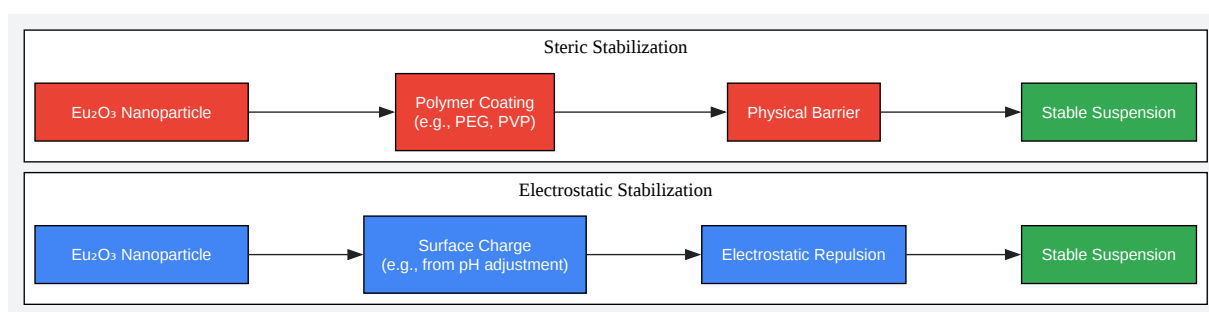 Steric Stabilization
Eu₂O₃ Nanoparticle
Polymer Coating
(e.g., PEG, PVP)
Physical Barrier
Stable Suspension
Electrostatic Stabilization
Eu₂O₃ Nanoparticle
Surface Charge
(e.g., from pH adjustment)
Electrostatic Repulsion
Stable Suspension